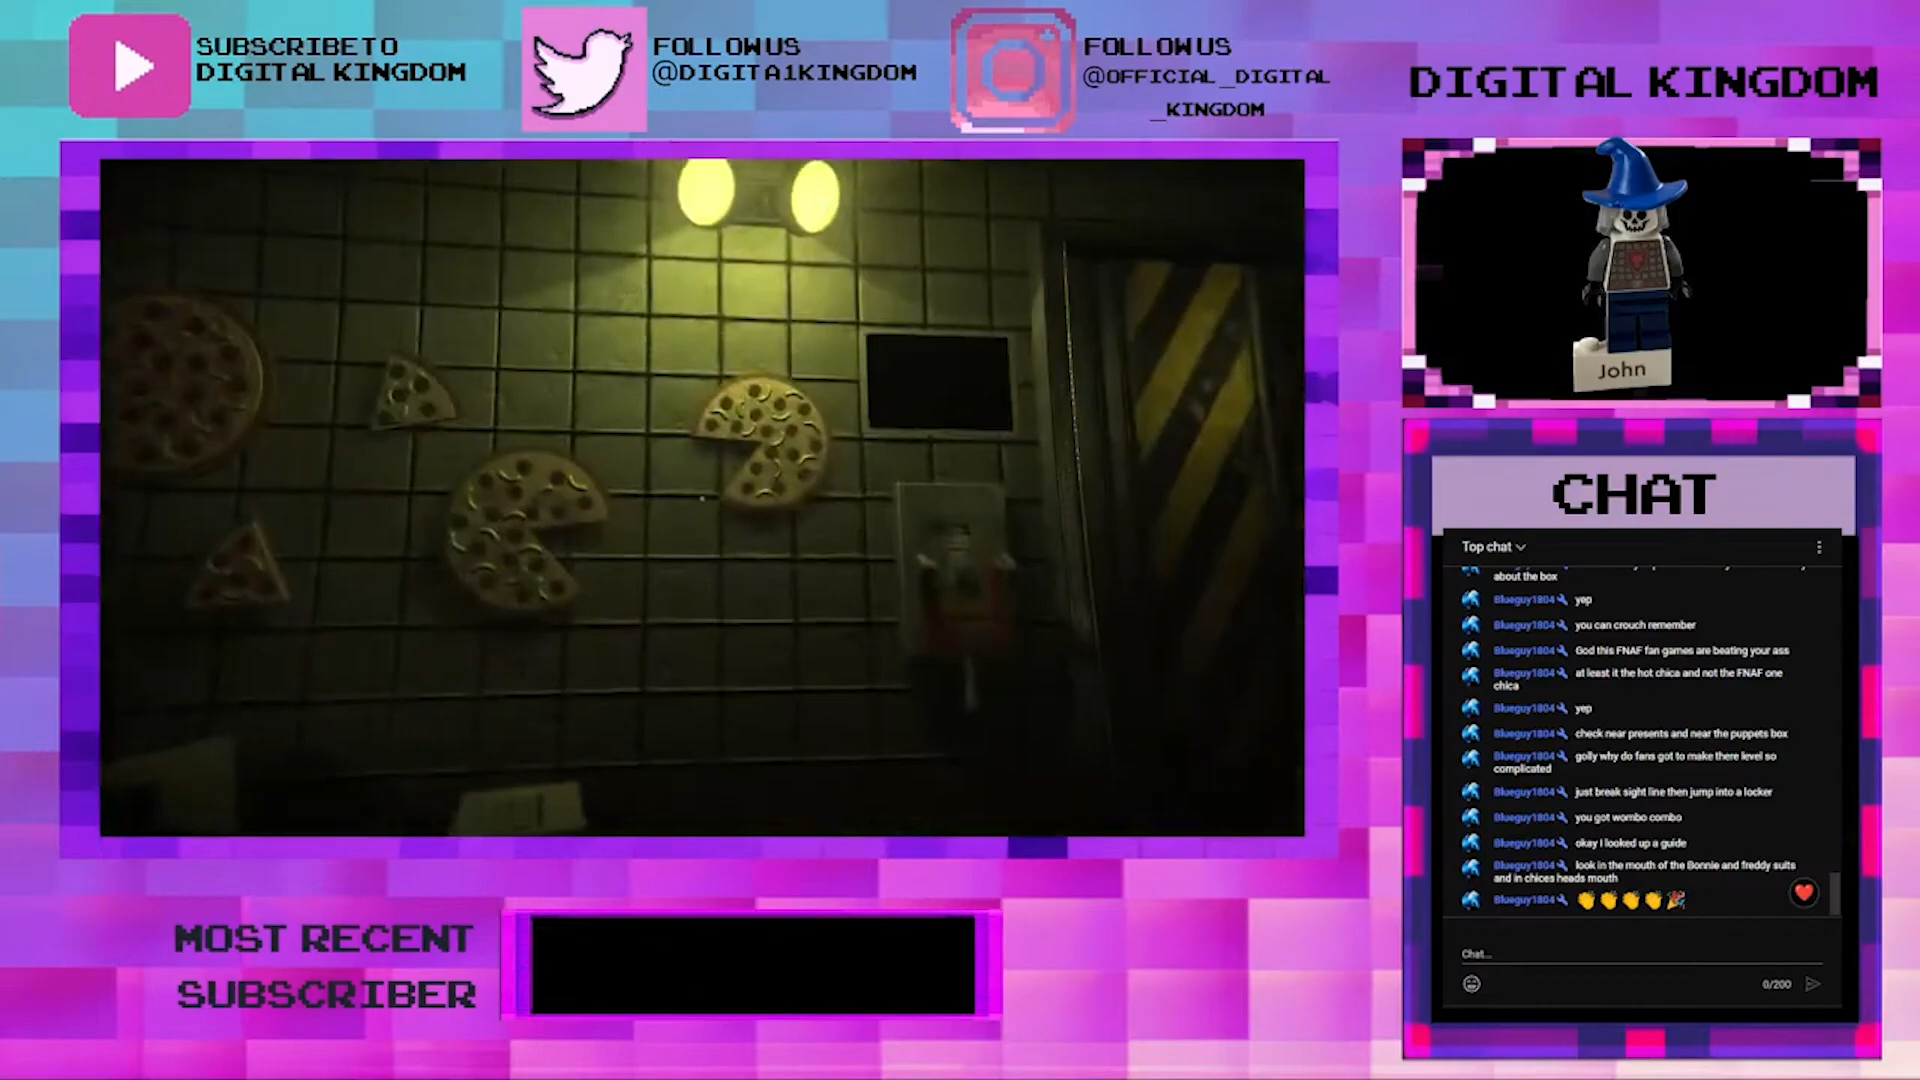 SUBSCRIBE TO
DIGITAL KINGDOM
FOLLOW US
@DIGITA1KINGDOM
FOLLOW US
@OFFICIAL_DIGITAL
_KINGDOM
DIGITAL KINGDOM
John
CHAT
Top chat
about the box
Blueguy1804 yep
Blueguy1804 you can crouch remember
Blueguy1804 God this FNAF fan games are beating your ass
Blueguy1804 at least it the hot chica and not the FNAF one
chica
Blueguy1804 yep
Blueguy1804 check near presents and near the puppets box
Blueguy1804 golly why do fans got to make there level so
complicated
Blueguy1804 just break sight line then jump into a locker
Blueguy1804 you got wombo combo
Blueguy1804 okay I looked up a guide
Blueguy1804 look in the mouth of the Bonnie and freddy suits
and in chices heads mouth
Blueguy1804 👏👏👏👏🎉
Chat...
0/200
MOST RECENT
SUBSCRIBER